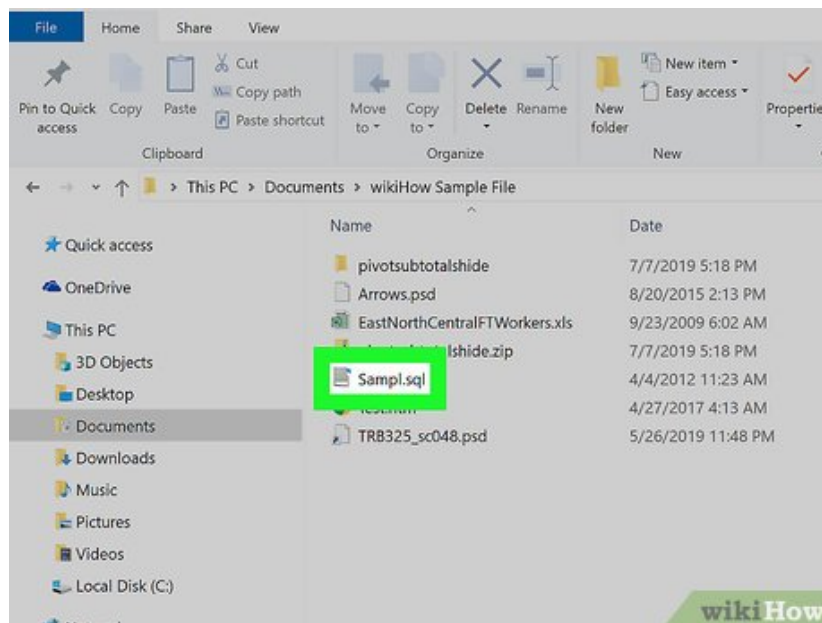 File Home Share View
Cut
Copy path
Paste shortcut
Pin to Quick access
Copy
Paste
Move to
Copy to
Delete
Rename
New folder
New item
Easy access
Clipboard
Organize
New
This PC > Documents > wikiHow Sample File
Name Date
Quick access
OneDrive
This PC
3D Objects
Desktop
Documents
Downloads
Music
Pictures
Videos
Local Disk (C:)
pivotsubtotalshide 7/7/2019 5:18 PM
Arrows.psd 8/20/2015 2:13 PM
EastNorthCentralFTWorkers.xls 9/23/2009 6:02 AM
lshide.zip 7/7/2019 5:18 PM
Sampl.sql 4/4/2012 11:23 AM
4/27/2017 4:13 AM
TRB325_sc048.psd 5/26/2019 11:48 PM
wikiHow